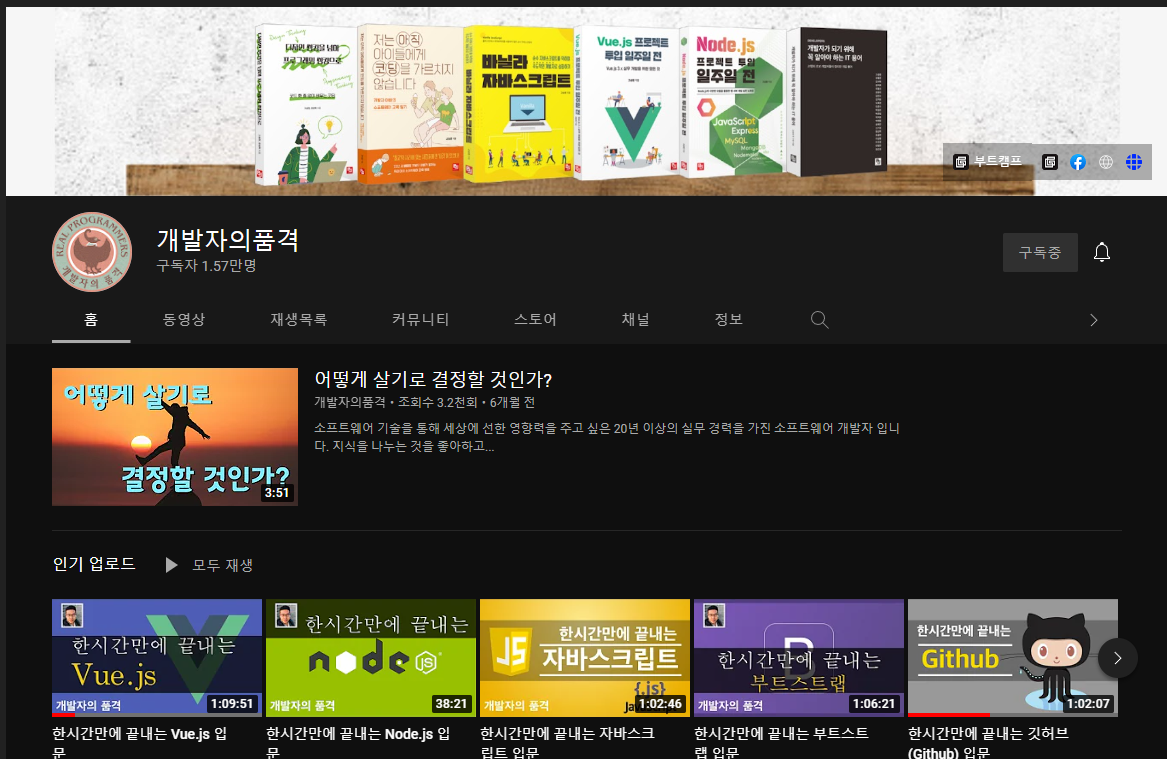 디자인의 한계를 넘어
프로그래밍 입문으로
저는 아직
아이들에게
코딩을 가르치지
않습니다
바닐라
자바스크립트
바닐라 자바스크립트
Vue.js 프로젝트
투입 일주일 전
Node.js
프로젝트 투입
일주일 전
JavaScript
Express
MySQL
개발자가 되기 위해
꼭 알아야 하는 IT 용어
부트캠프
REAL PROGRAMMERS
개발자의 품격
개발자의품격
구독자 1.57만명
구독중
홈 동영상 재생목록 커뮤니티 스토어 채널 정보
어떻게 살기로
결정할 것인가?
3:51
어떻게 살기로 결정할 것인가?
개발자의품격 • 조회수 3.2천회 • 6개월 전
소프트웨어 기술을 통해 세상에 선한 영향력을 주고 싶은 20년 이상의 실무 경력을 가진 소프트웨어 개발자 입니
다. 지식을 나누는 것을 좋아하고...
인기 업로드 모두 재생
한시간만에 끝내는
Vue.js
개발자의 품격
1:09:51
한시간만에 끝내는 Vue.js 입
문
한시간만에 끝내는
node
JS
개발자의 품격
38:21
한시간만에 끝내는 Node.js 입
문
JS
한시간만에 끝내는
자바스크립트
{.js}
개발자의 품격
1:02:46
한시간만에 끝내는 자바스크
립트 입문
B
한시간만에 끝내는
부트스트랩
개발자의 품격
1:06:21
한시간만에 끝내는 부트스트
랩 입문
한시간만에 끝내는
Github
1:02:07
한시간만에 끝내는 깃허브
(Github) 입문